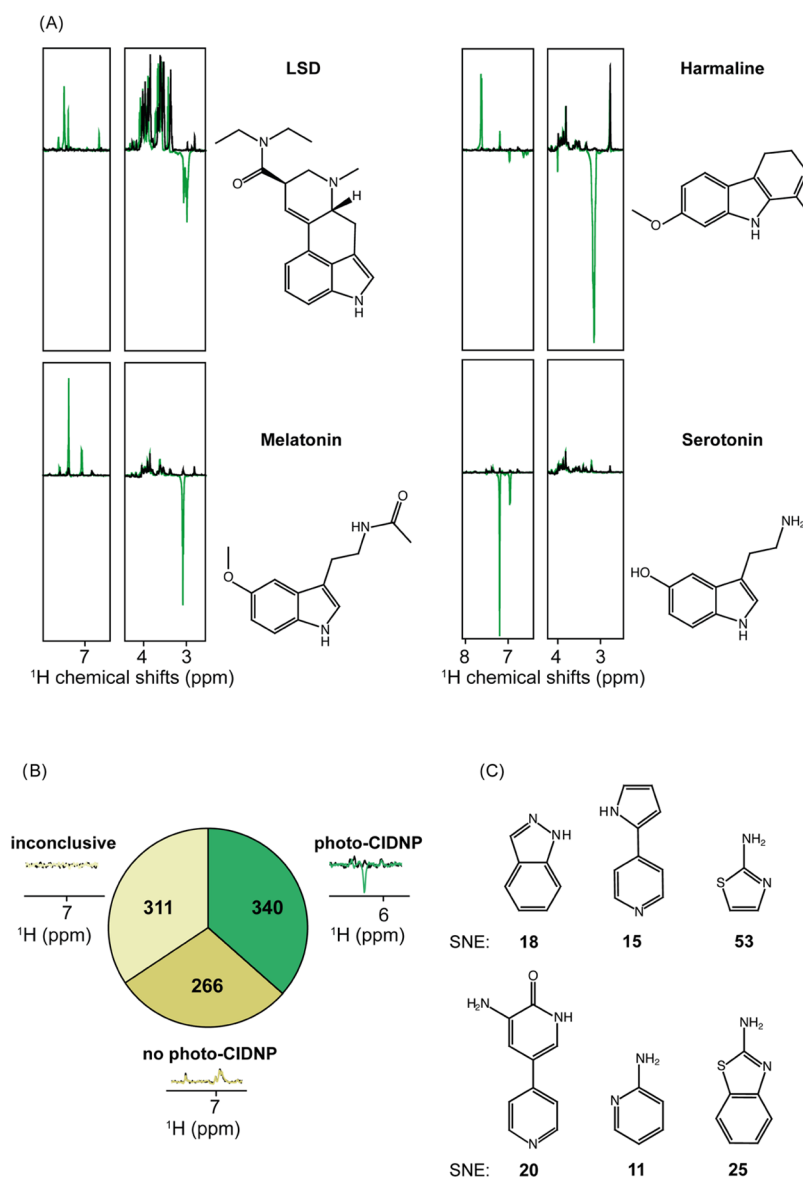 (A)
LSD
Harmaline
N
O
N
H
N
H
O
N
H
Melatonin
Serotonin
O
HN
O
N
H
NH₂
HO
N
H
7
4
3
8
7
4
3
¹H chemical shifts (ppm)
¹H chemical shifts (ppm)
(B)
(C)
inconclusive
photo-CIDNP
7
6
¹H (ppm)
¹H (ppm)
311
340
266
no photo-CIDNP
7
¹H (ppm)
N
NH
HN
N
NH₂
S
N
SNE:
18
15
53
O
H₂N
NH
N
NH₂
N
NH₂
S
N
SNE:
20
11
25